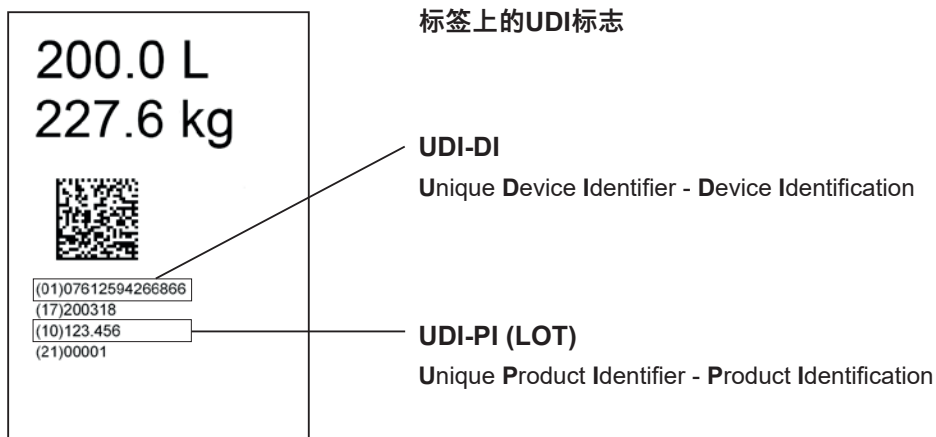 标签上的UDI标志
200.0 L
227.6 kg
UDI-DI
Unique Device Identifier - Device Identification
(01)07612594266866
(17)200318
(10)123.456
(21)00001
UDI-PI (LOT)
Unique Product Identifier - Product Identification